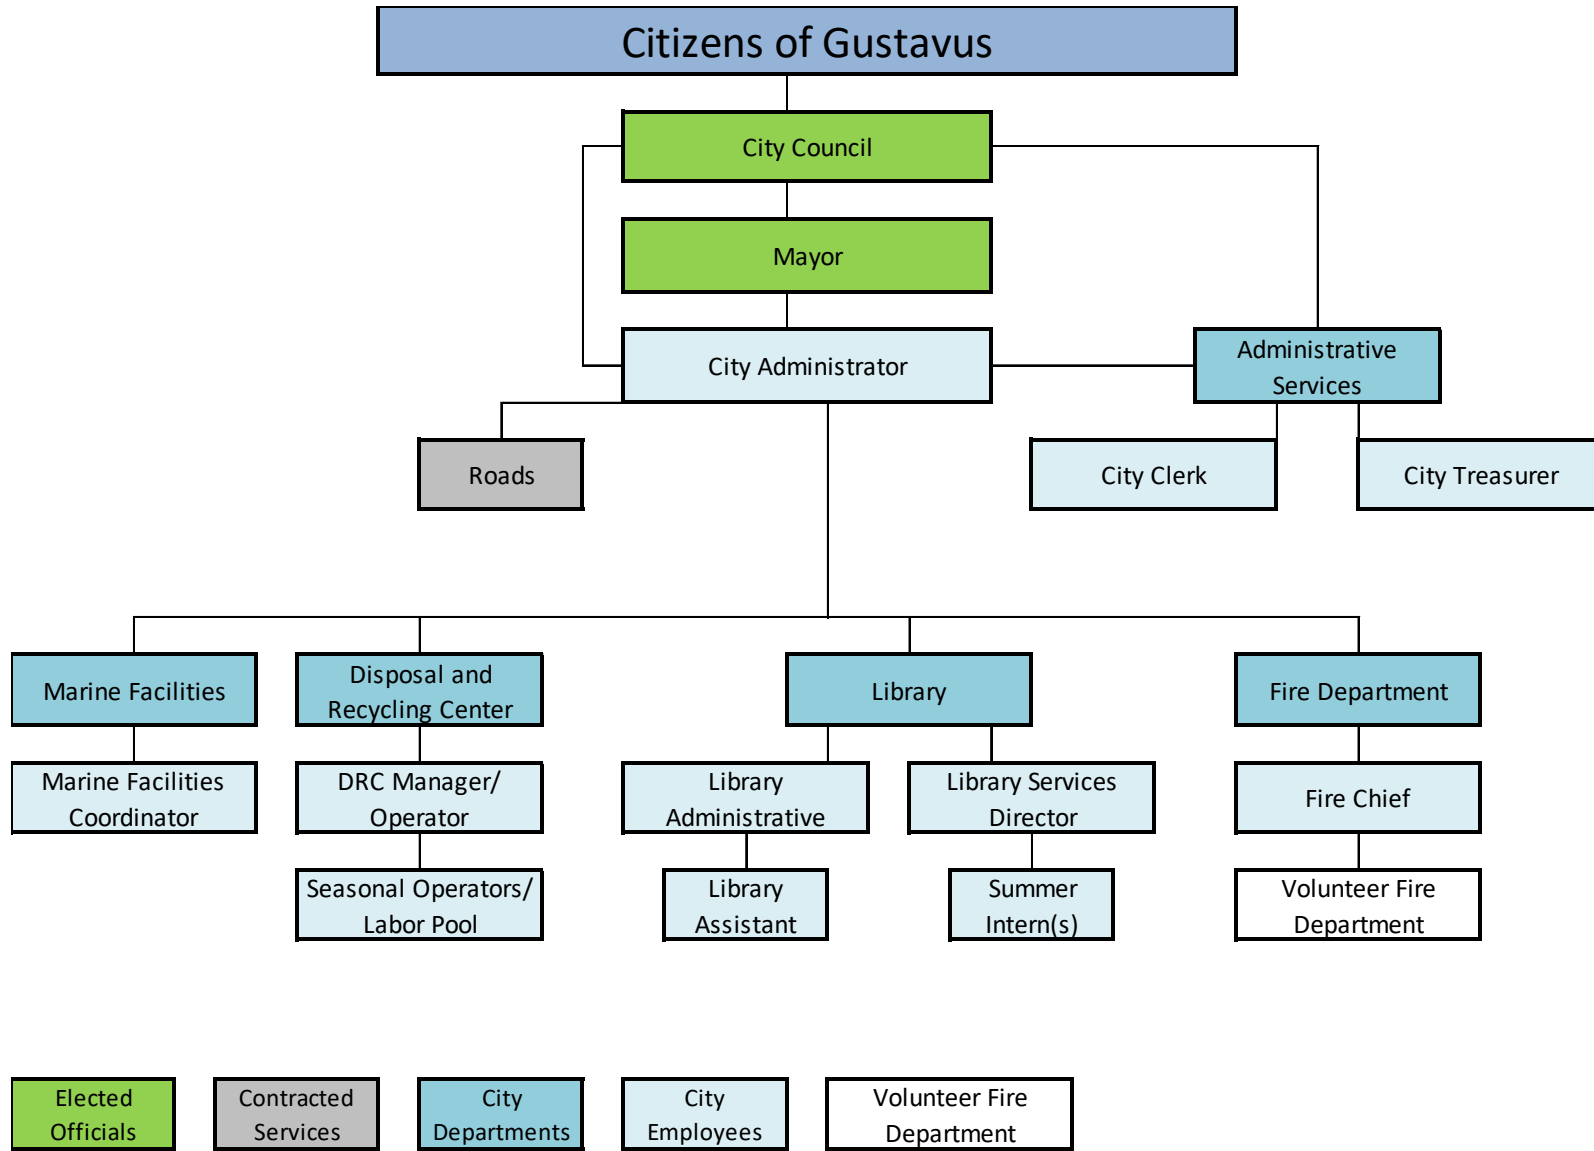 Citizens of Gustavus
City Council
Mayor
City Administrator
Administrative
Services
Roads
City Clerk
City Treasurer
Marine Facilities
Disposal and
Recycling Center
Library
Fire Department
Marine Facilities
Coordinator
DRC Manager/
Operator
Library
Administrative
Library Services
Director
Fire Chief
Seasonal Operators/
Labor Pool
Library
Assistant
Summer
Intern(s)
Volunteer Fire
Department
Elected
Officials
Contracted
Services
City
Departments
City
Employees
Volunteer Fire
Department